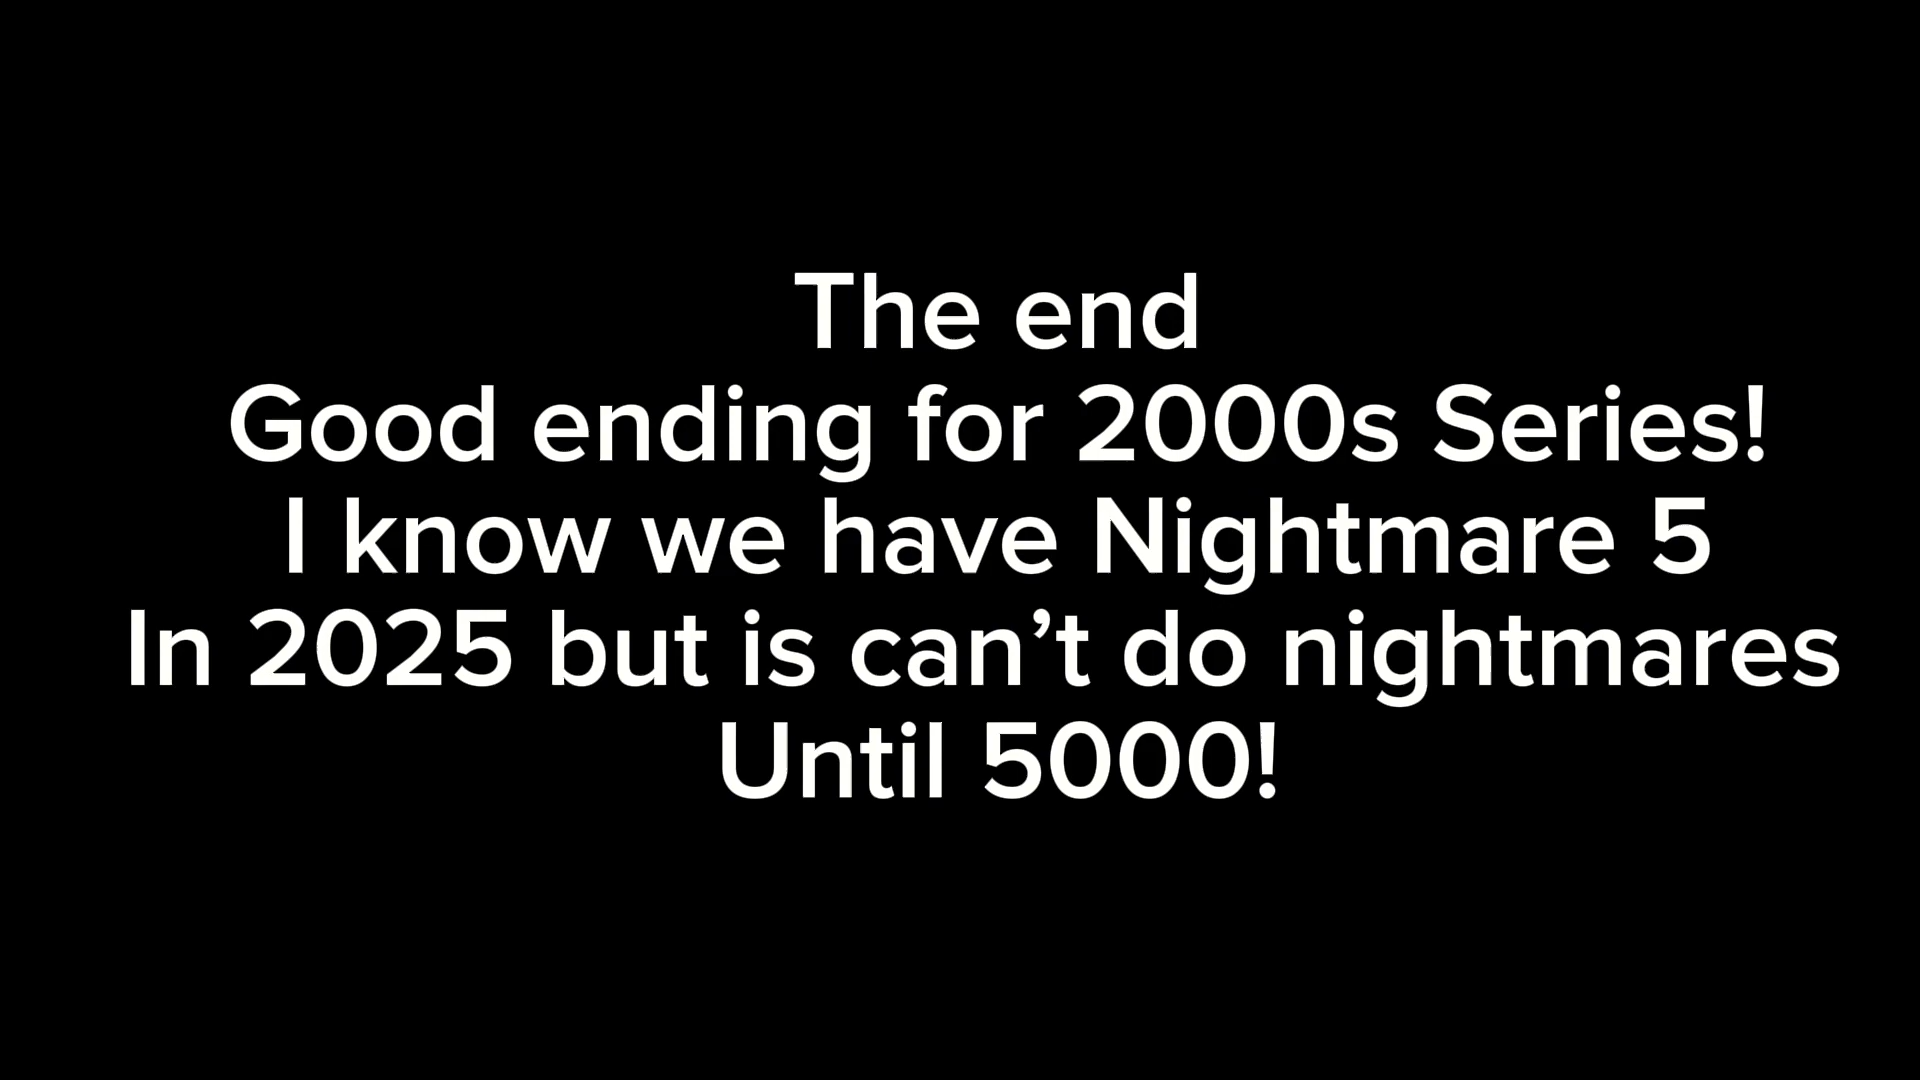 The end
Good ending for 2000s Series!
I know we have Nightmare 5
In 2025 but is can’t do nightmares
Until 5000!